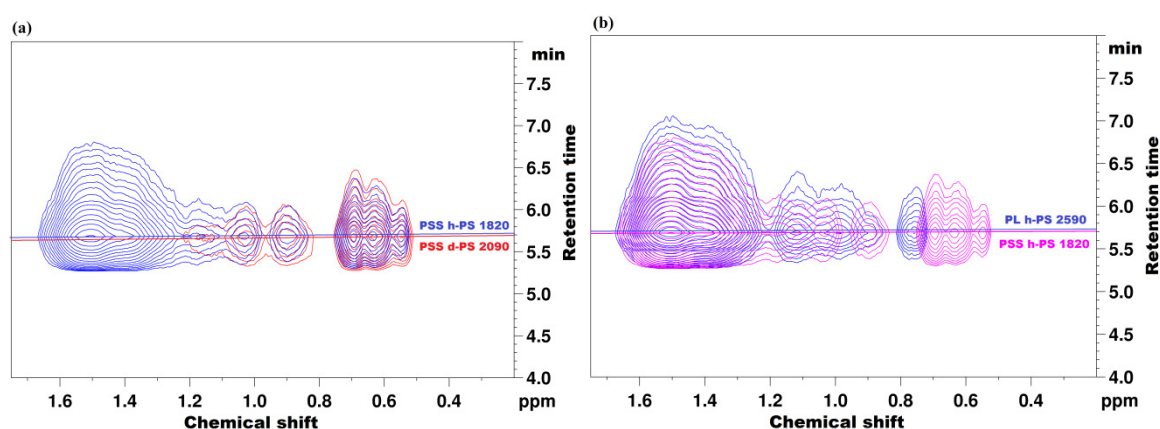 (a)
min
7.5
7.0
6.5
6.0
5.5
5.0
4.5
4.0
Retention time
PSS h-PS 1820
PSS d-PS 2090
1.6 1.4 1.2 1.0 0.8 0.6 0.4 ppm
Chemical shift
(b)
min
7.5
7.0
6.5
6.0
5.5
5.0
4.5
4.0
Retention time
PL h-PS 2590
PSS h-PS 1820
1.6 1.4 1.2 1.0 0.8 0.6 0.4 ppm
Chemical shift